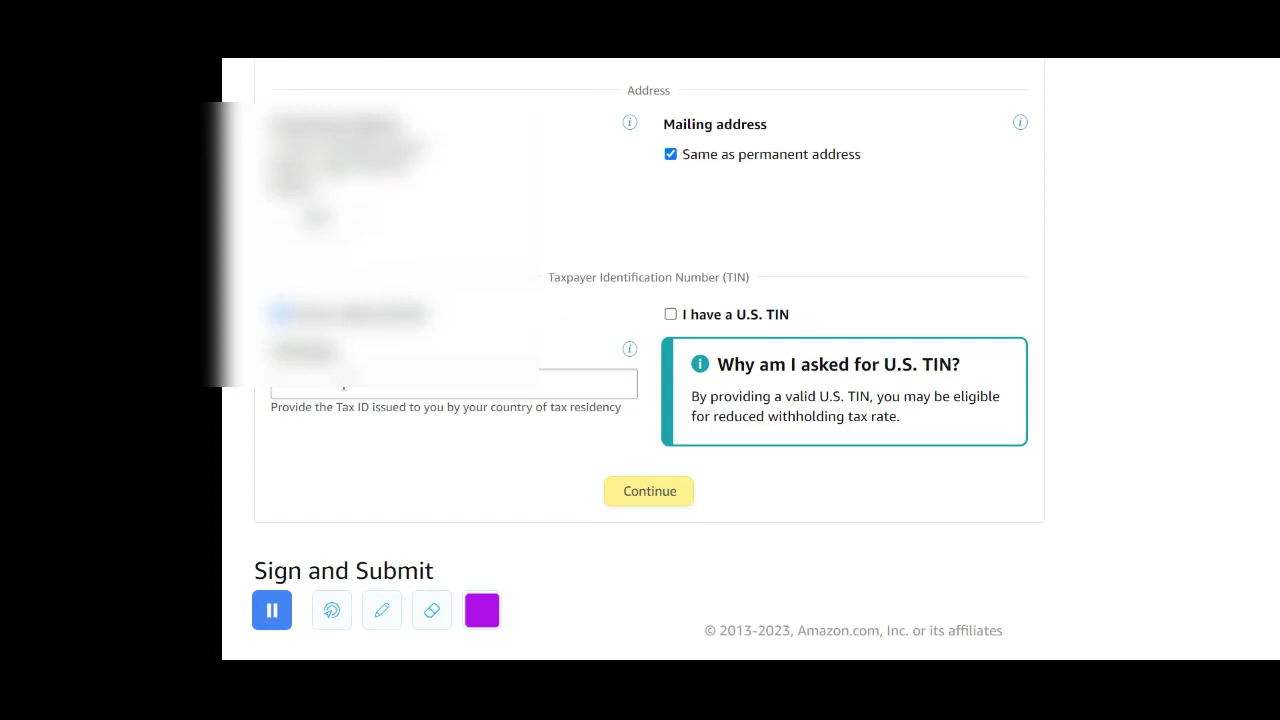 Address
Mailing address
Same as permanent address
Taxpayer Identification Number (TIN)
I have a U.S. TIN
Why am I asked for U.S. TIN?
By providing a valid U.S. TIN, you may be eligible
for reduced withholding tax rate.
Provide the Tax ID issued to you by your country of tax residency
Continue
Sign and Submit
© 2013-2023, Amazon.com, Inc. or its affiliates